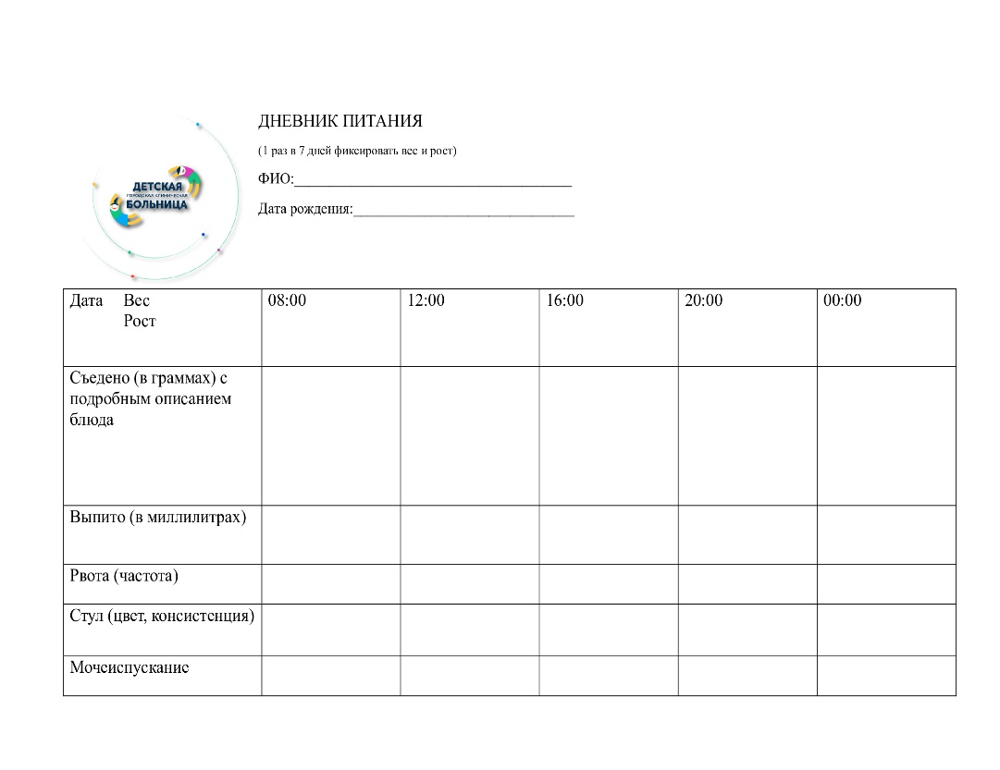 ДНЕВНИК ПИТАНИЯ
(1 раз в 7 дней фиксировать вес и рост)
ФИО:____________________________________
Дата рождения:______________________________
ДЕТСКАЯ
ГОРОДСКАЯ КЛИНИЧЕСКАЯ
БОЛЬНИЦА
Дата Вес 08:00 12:00 16:00 20:00 00:00
Рост
Съедено (в граммах) с
подробным описанием
блюда
Выпито (в миллилитрах)
Рвота (частота)
Стул (цвет, консистенция)
Мочеиспускание